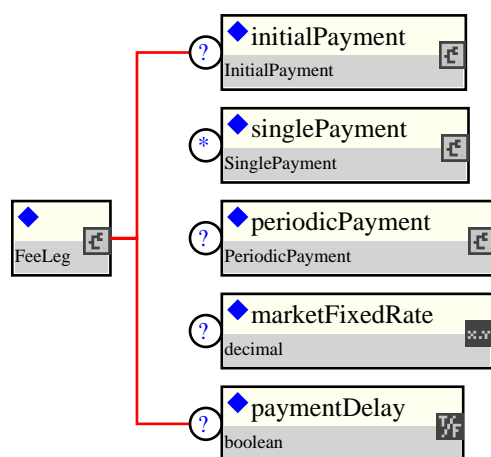 ? initialPayment
InitialPayment
* singlePayment
SinglePayment
FeeLeg
? periodicPayment
PeriodicPayment
? marketFixedRate
decimal x.y
? paymentDelay
boolean T/F